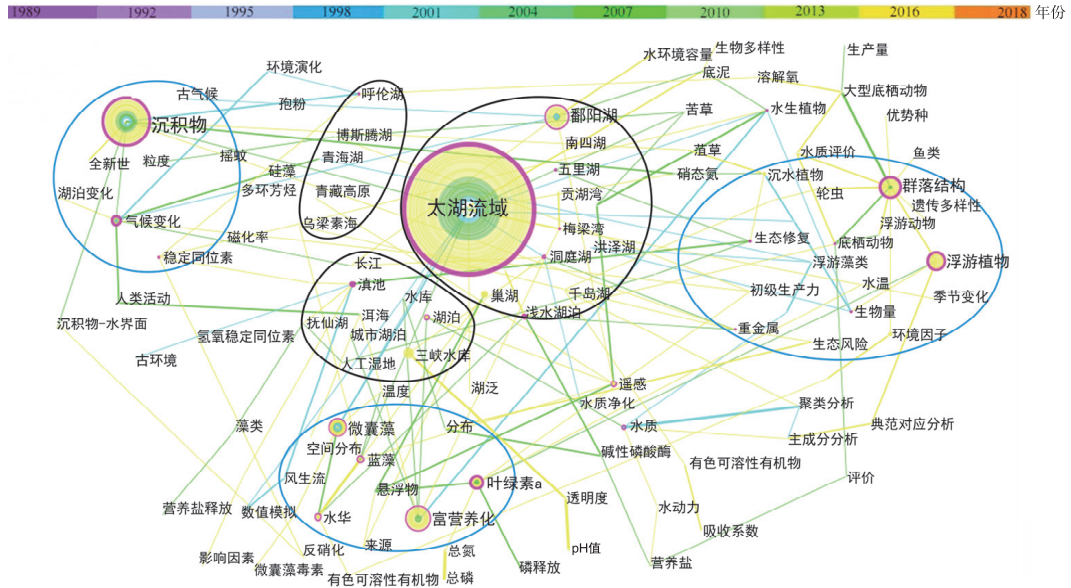 1989 1992 1995 1998 2001 2004 2007 2010 2013 2016 2018 年份
水环境容量 生物多样性 生产量
环境演化 底泥 溶解氧
古气候 孢粉 呼伦湖 大型底栖动物
沉积物 鄱阳湖 苦草 水生植物 优势种
博斯腾湖 南四湖
全新世 粒度 摇蚊 青海湖 菹草 水质评价 鱼类
硅藻 五里湖 硝态氮 沉水植物
湖泊变化 多环芳烃 青藏高原 贡湖湾 轮虫 群落结构
太湖流域 遗传多样性
气候变化 乌梁素海 梅梁湾 浮游动物
磁化率 洪泽湖 生态修复 底栖动物
稳定同位素 长江 洞庭湖 浮游藻类 浮游植物
滇池 水库 巢湖 千岛湖 初级生产力 水温 季节变化
人类活动
沉积物-水界面 抚仙湖 洱海 湖泊 浅水湖泊 重金属 生物量
氢氧稳定同位素 城市湖泊 环境因子
古环境 三峡水库 生态风险
人工湿地
温度 湖泛 遥感
水质净化 聚类分析
藻类 微囊藻 分布 水质 典范对应分析
空间分布 主成分分析
蓝藻 碱性磷酸酶 有色可溶性有机物
风生流 悬浮物 叶绿素a 评价
营养盐释放 数值模拟 透明度 水动力
水华 富营养化 吸收系数
影响因素 反硝化 来源 总氮 pH值
微囊藻毒素 有色可溶性有机物 总磷 磷释放 营养盐